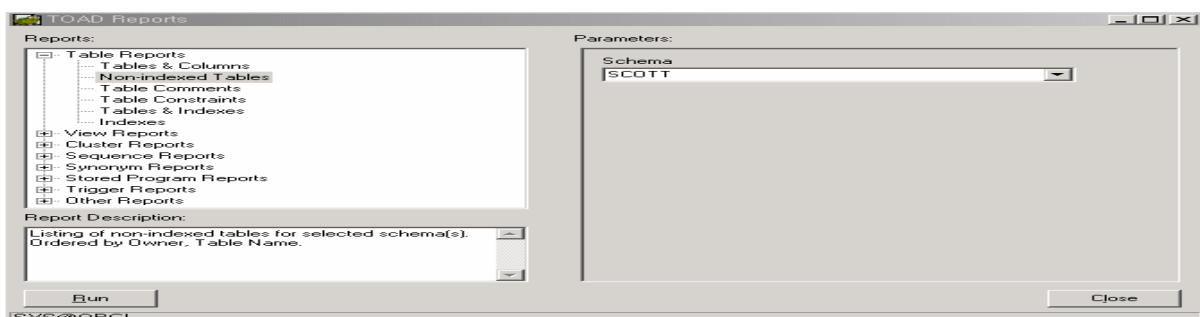 TOAD Reports
Reports:
Table Reports
Tables & Columns
Non-indexed Tables
Table Comments
Table Constraints
Tables & Indexes
Indexes
View Reports
Cluster Reports
Sequence Reports
Synonym Reports
Stored Program Reports
Trigger Reports
Other Reports
Report Description:
Listing of non-indexed tables for selected schema(s).
Ordered by Owner, Table Name.
Run
Parameters:
Schema
SCOTT
Close
SYS@ORCL